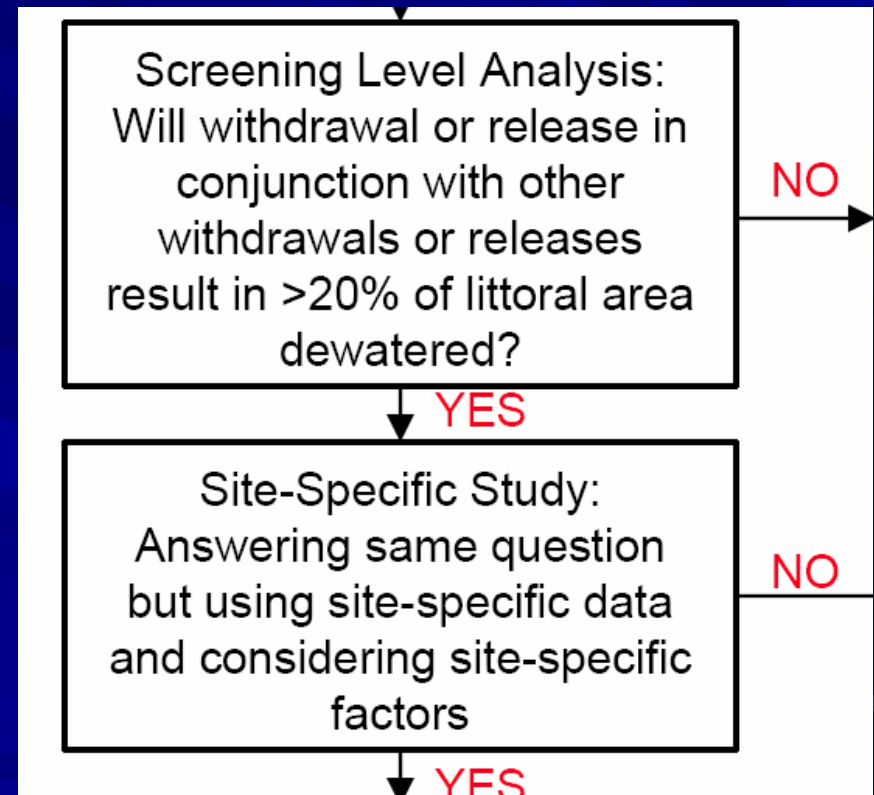 Screening Level Analysis:
Will withdrawal or release in
conjunction with other
withdrawals or releases
result in >20% of littoral area
dewatered?
NO
YES
Site-Specific Study:
Answering same question
but using site-specific data
and considering site-specific
factors
NO
YES